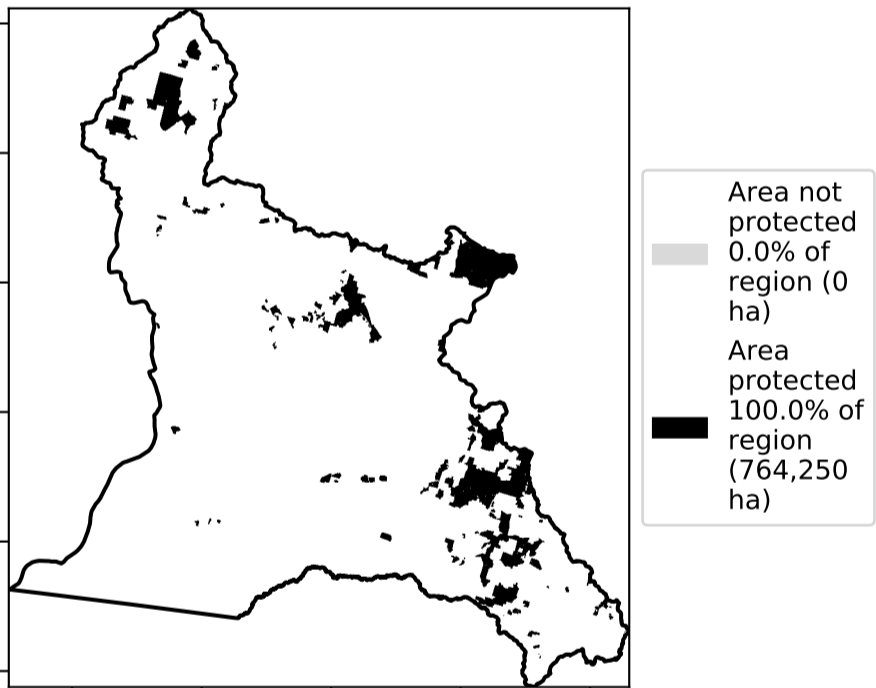 Area not
protected
0.0% of
region (0
ha)
Area
protected
100.0% of
region
(764,250
ha)